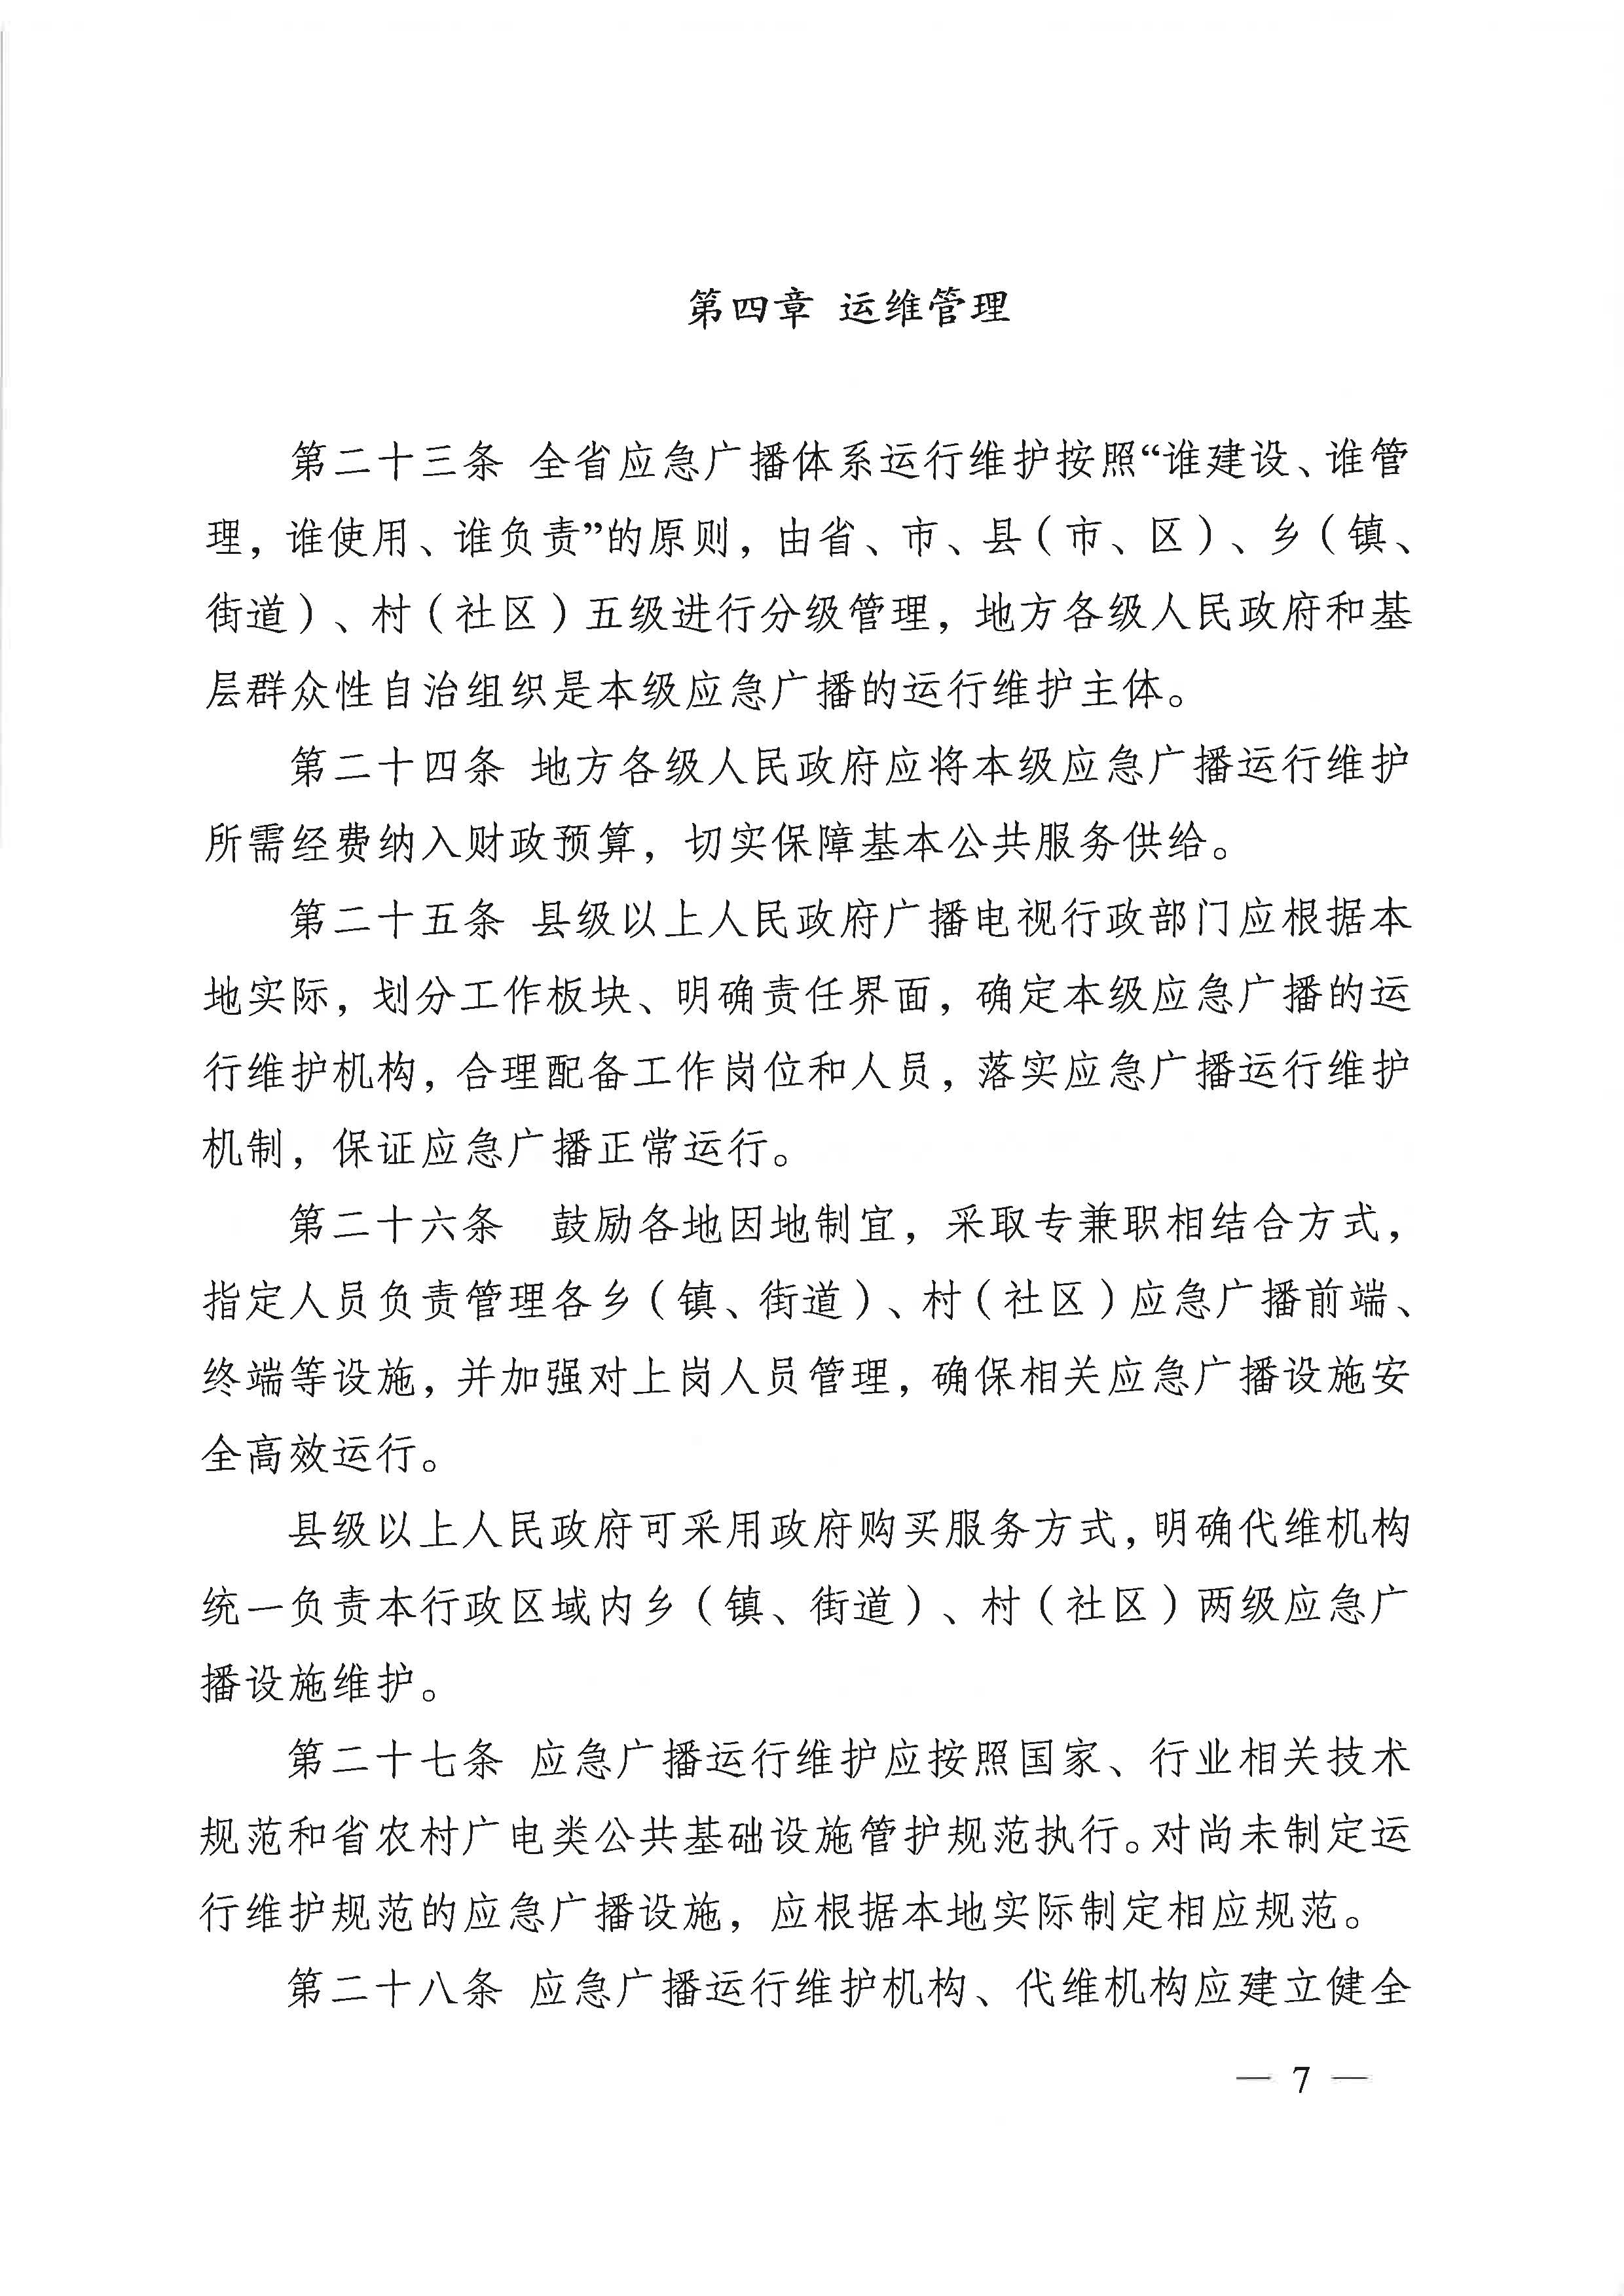 第四章 运维管理
第二十三条 全省应急广播体系运行维护按照“谁建设、谁管
理，谁使用、谁负责”的原则，由省、市、县（市、区）、乡（镇、
街道）、村（社区）五级进行分级管理，地方各级人民政府和基
层群众性自治组织是本级应急广播的运行维护主体。
第二十四条 地方各级人民政府应将本级应急广播运行维护
所需经费纳入财政预算，切实保障基本公共服务供给。
第二十五条 县级以上人民政府广播电视行政部门应根据本
地实际，划分工作板块、明确责任界面，确定本级应急广播的运
行维护机构，合理配备工作岗位和人员，落实应急广播运行维护
机制，保证应急广播正常运行。
第二十六条 鼓励各地因地制宜，采取专兼职相结合方式，
指定人员负责管理各乡（镇、街道）、村（社区）应急广播前端、
终端等设施，并加强对上岗人员管理，确保相关应急广播设施安
全高效运行。
县级以上人民政府可采用政府购买服务方式，明确代维机构
统一负责本行政区域内乡（镇、街道）、村（社区）两级应急广
播设施维护。
第二十七条 应急广播运行维护应按照国家、行业相关技术
规范和省农村广电类公共基础设施管护规范执行。对尚未制定运
行维护规范的应急广播设施，应根据本地实际制定相应规范。
第二十八条 应急广播运行维护机构、代维机构应建立健全
— 7 —